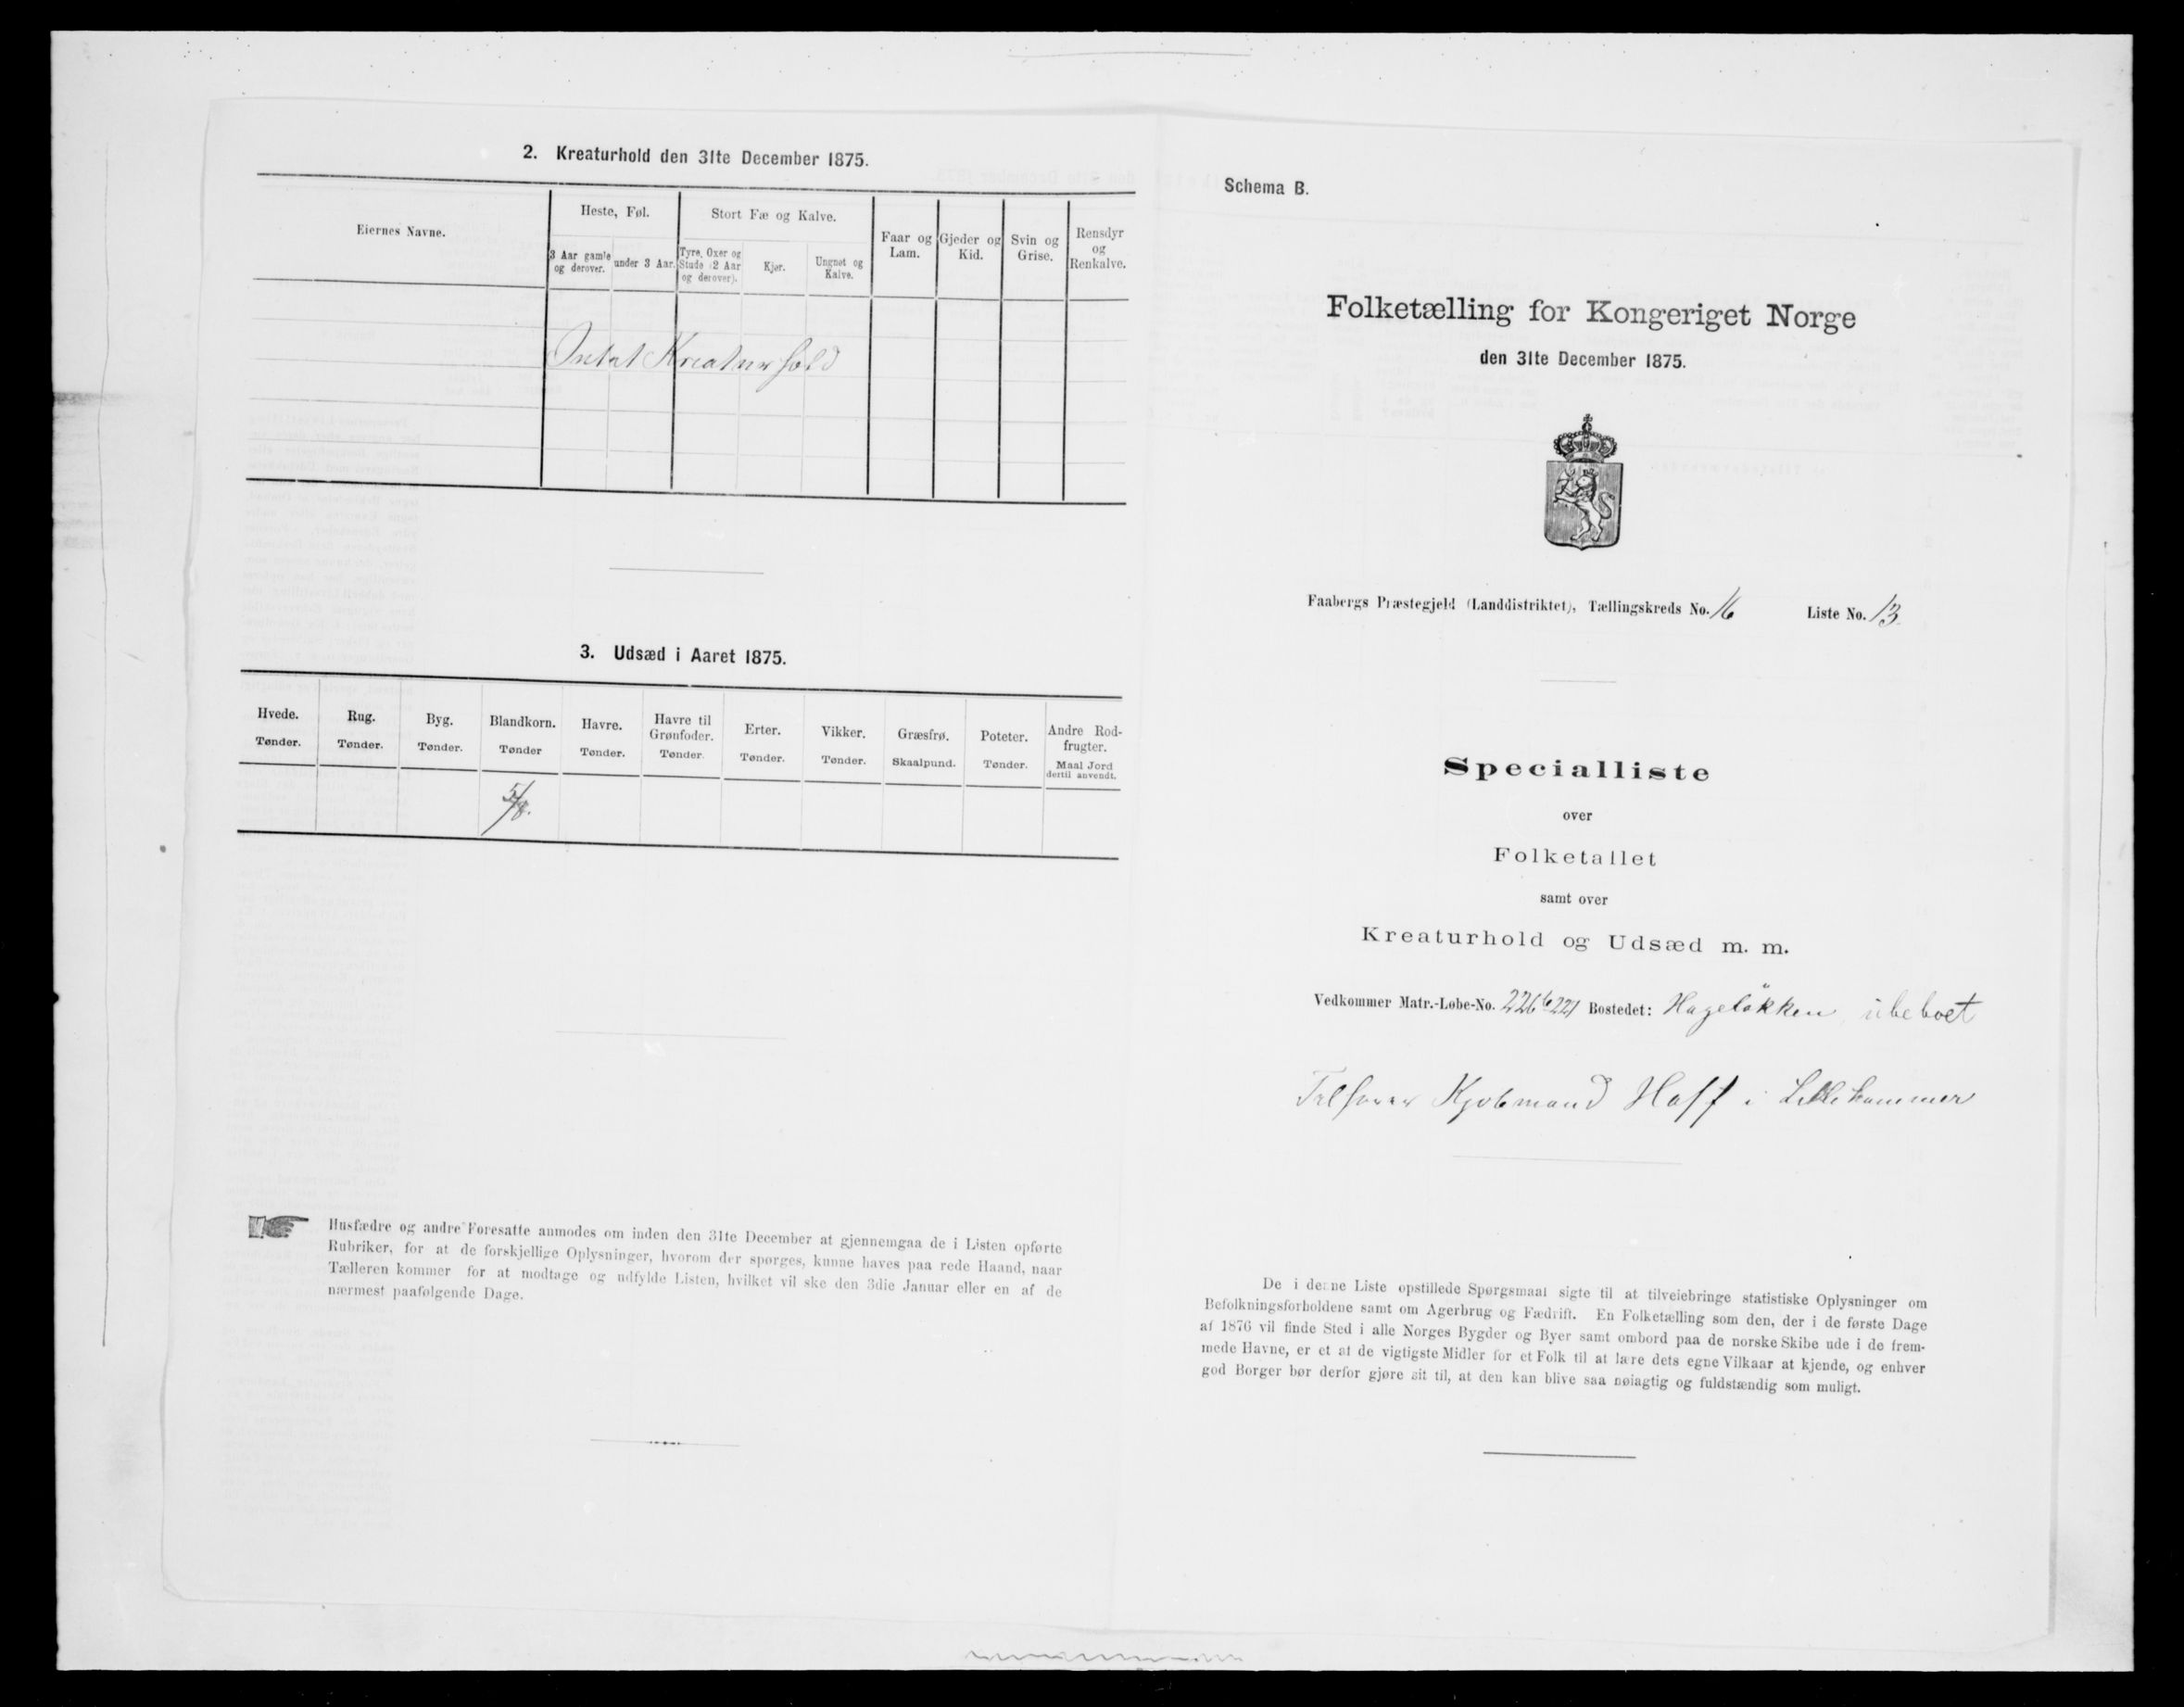 2. Kreaturhold den 31te December 1875.
Eiernes Navne.
Heste, Føl.
Stort Fæ og Kalve.
Faar og
Lam.
Gjeder og
Kid.
Svin og
Grise.
Rensdyr
og
Renkalve.
3 Aar gamle
og derover.
under 3 Aar.
Tyre, Oxer og
Stude (2 Aar
og derover).
Kjør.
Ungnøt og
Kalve.
Intet Kreaturhold
3. Udsæd i Aaret 1875.
Hvede.
Tønder.
Rug.
Tønder.
Byg.
Tønder.
Blandkorn.
Tønder
Havre.
Tønder.
Havre til
Grønfoder.
Tønder.
Erter.
Tønder.
Vikker.
Tønder.
Græsfrø.
Skaalpund.
Poteter.
Tønder.
Andre Rod-
frugter.
Maal Jord
dertil anvendt.
5/8.
Husfædre og andre Foresatte anmodes om inden den 31te December at gjennemgaa de i Listen opførte
Rubriker, for at de forskjellige Oplysninger, hvorom der spørges, kunne haves paa rede Haand, naar
Tælleren kommer for at modtage og udfylde Listen, hvilket vil ske den 3die Januar eller en af de
nærmest paafølgende Dage.
Schema B.
Folketælling for Kongeriget Norge
den 31te December 1875.
Faabergs Præstegjeld (Landdistriktet), Tællingskreds No. 16 Liste No. 13.
Specialliste
over
Folketallet
samt over
Kreaturhold og Udsæd m. m.
Vedkommer Matr.-Løbe-No. 226 b 221 Bostedet: Hageløkken ubeboet
Tilhører Kjøbmand Hoff i Lillehammer
De i denne Liste opstillede Spørgsmaal sigte til at tilveiebringe statistiske Oplysninger om
Befolkningsforholdene samt om Agerbrug og Fædrift. En Folketælling som den, der i de første Dage
af 1876 vil finde Sted i alle Norges Bygder og Byer samt ombord paa de norske Skibe ude i de frem-
mede Havne, er et af de vigtigste Midler for et Folk til at lære dets egne Vilkaar at kjende, og enhver
god Borger bør derfor gjøre sit til, at den kan blive saa nøiagtig og fuldstændig som muligt.